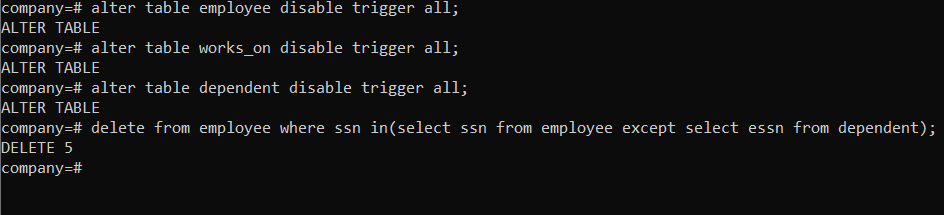 company=# alter table employee disable trigger all;
ALTER TABLE
company=# alter table works_on disable trigger all;
ALTER TABLE
company=# alter table dependent disable trigger all;
ALTER TABLE
company=# delete from employee where ssn in(select ssn from employee except select essn from dependent);
DELETE 5
company=#